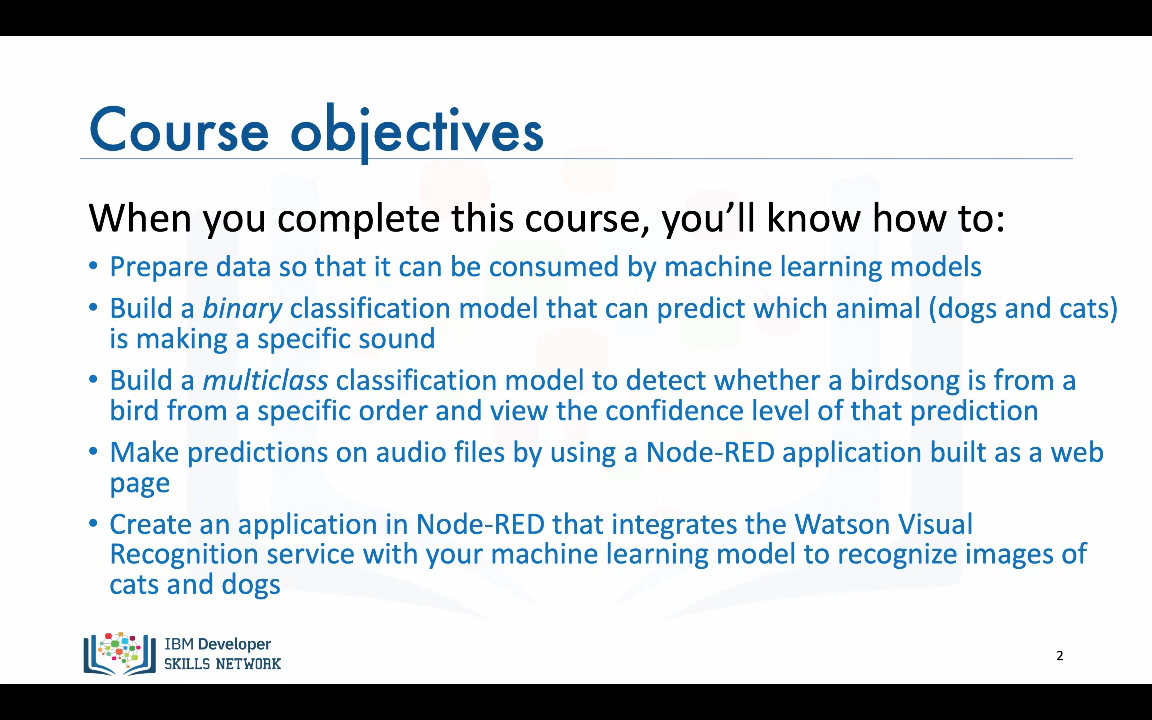 Course objectives
When you complete this course, you’ll know how to:
• Prepare data so that it can be consumed by machine learning models
• Build a binary classification model that can predict which animal (dogs and cats)
is making a specific sound
• Build a multiclass classification model to detect whether a birdsong is from a
bird from a specific order and view the confidence level of that prediction
• Make predictions on audio files by using a Node-RED application built as a web
page
• Create an application in Node-RED that integrates the Watson Visual
Recognition service with your machine learning model to recognize images of
cats and dogs
IBM Developer
SKILLS NETWORK
2